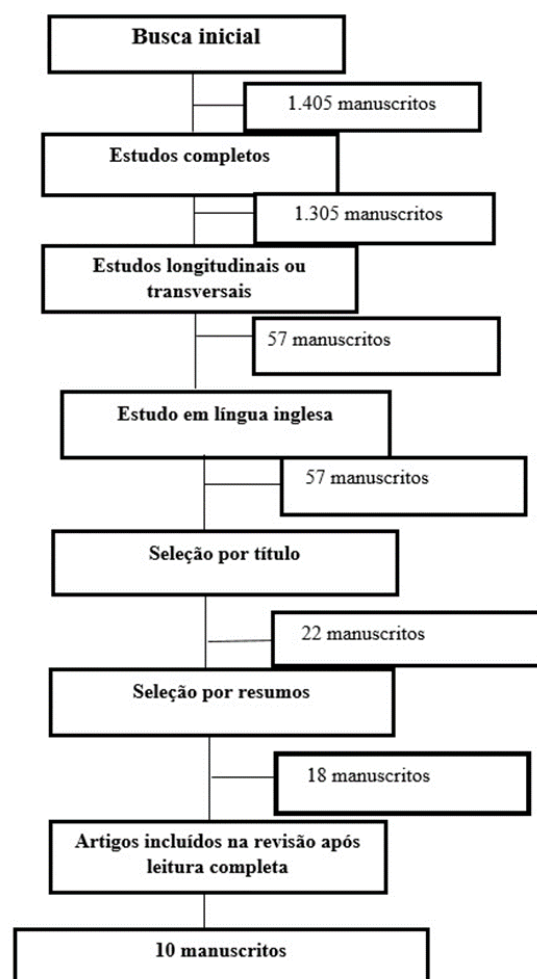 Busca inicial
1.405 manuscritos
Estudos completos
1.305 manuscritos
Estudos longitudinais ou
transversais
57 manuscritos
Estudo em língua inglesa
57 manuscritos
Seleção por título
22 manuscritos
Seleção por resumos
18 manuscritos
Artigos incluídos na revisão após
leitura completa
10 manuscritos